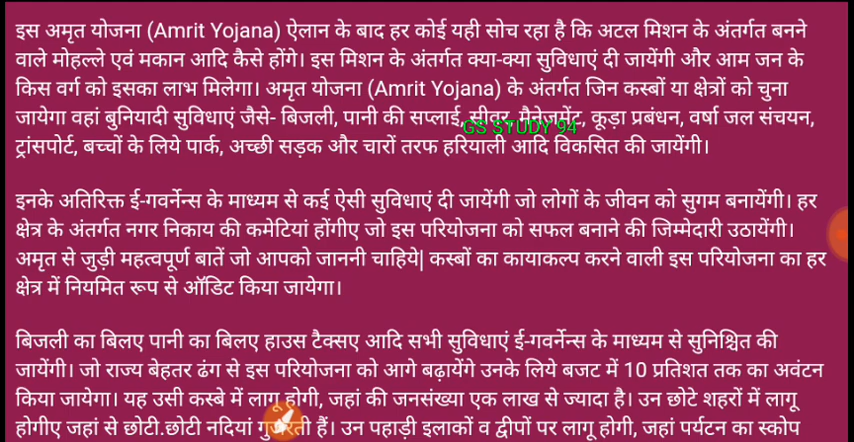 इस अमृत योजना (Amrit Yojana) ऐलान के बाद हर कोई यही सोच रहा है कि अटल मिशन के अंतर्गत बनने
वाले मोहल्ले एवं मकान आदि कैसे होंगे। इस मिशन के अंतर्गत क्या-क्या सुविधाएं दी जायेंगी और आम जन के
किस वर्ग को इसका लाभ मिलेगा। अमृत योजना (Amrit Yojana) के अंतर्गत जिन कस्बों या क्षेत्रों को चुना
जायेगा वहां बुनियादी सुविधाएं जैसे- बिजली, पानी की सप्लाई, कूड़ा प्रबंधन, वर्षा जल संचयन,
GS STUDY 94
ट्रांसपोर्ट, बच्चों के लिये पार्क, अच्छी सड़क और चारों तरफ हरियाली आदि विकसित की जायेंगी।
इनके अतिरिक्त ई-गवर्नेन्स के माध्यम से कई ऐसी सुविधाएं दी जायेंगी जो लोगों के जीवन को सुगम बनायेंगी। हर
क्षेत्र के अंतर्गत नगर निकाय की कमेटियां होंगीए जो इस परियोजना को सफल बनाने की जिम्मेदारी उठायेंगी।
अमृत से जुड़ी महत्वपूर्ण बातें जो आपको जाननी चाहिये| कस्बों का कायाकल्प करने वाली इस परियोजना का हर
क्षेत्र में नियमित रूप से ऑडिट किया जायेगा।
बिजली का बिलए पानी का बिलए हाउस टैक्सए आदि सभी सुविधाएं ई-गवर्नेन्स के माध्यम से सुनिश्चित की
जायेंगी। जो राज्य बेहतर ढंग से इस परियोजना को आगे बढ़ायेंगे उनके लिये बजट में 10 प्रतिशत तक का अवंटन
किया जायेगा। यह उसी कस्बे में लागू होगी, जहां की जनसंख्या एक लाख से ज्यादा है। उन छोटे शहरों में लागू
होगीए जहां से छोटी.छोटी नदियां गुजरती हैं। उन पहाड़ी इलाकों व द्वीपों पर लागू होगी, जहां पर्यटन का स्कोप